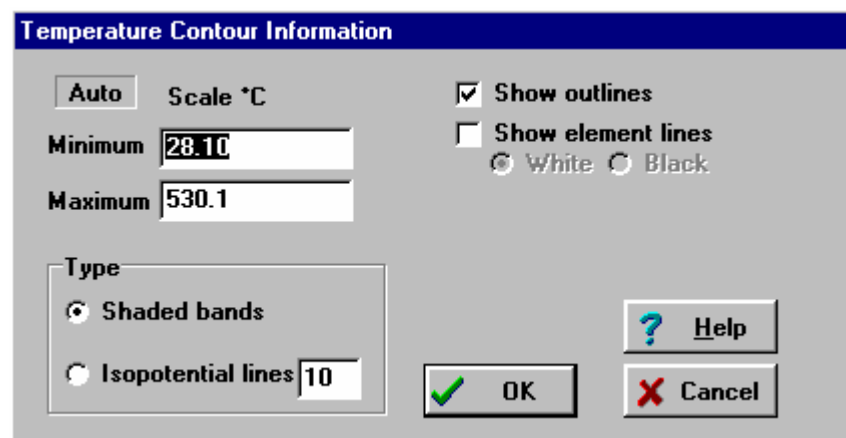 Temperature Contour Information
Auto Scale °C
Minimum 28.10
Maximum 530.1
Show outlines
Show element lines
White Black
Type
Shaded bands
Isopotential lines 10
? Help
OK
Cancel